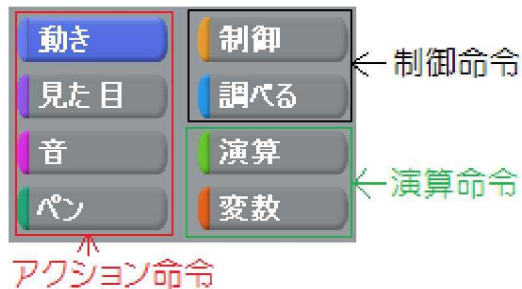 動き
制御
見た目
調べる
←制御命令
音
演算
ペン
変数
←演算命令
アクション命令